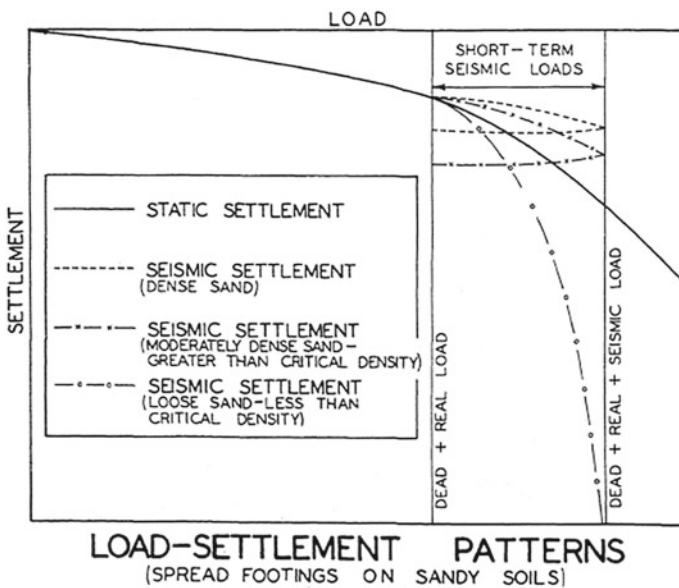 LOAD
SHORT-TERM
SEISMIC LOADS
SETTLEMENT
STATIC SETTLEMENT
SEISMIC SETTLEMENT
(DENSE SAND)
SEISMIC SETTLEMENT
(MODERATELY DENSE SAND-
GREATER THAN CRITICAL DENSITY)
SEISMIC SETTLEMENT
(LOOSE SAND-LESS THAN
CRITICAL DENSITY)
DEAD + REAL LOAD
DEAD + REAL + SEISMIC LOAD
LOAD-SETTLEMENT PATTERNS
(SPREAD FOOTINGS ON SANDY SOILS)